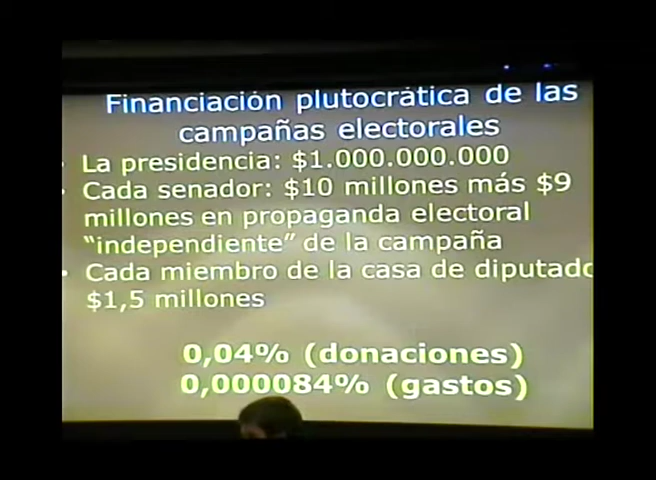 Financiación plutocrática de las
campañas electorales
• La presidencia: $1.000.000.000
• Cada senador: $10 millones más $9
millones en propaganda electoral
“independiente” de la campaña
• Cada miembro de la casa de diputado
$1,5 millones
0,04% (donaciones)
0,000084% (gastos)